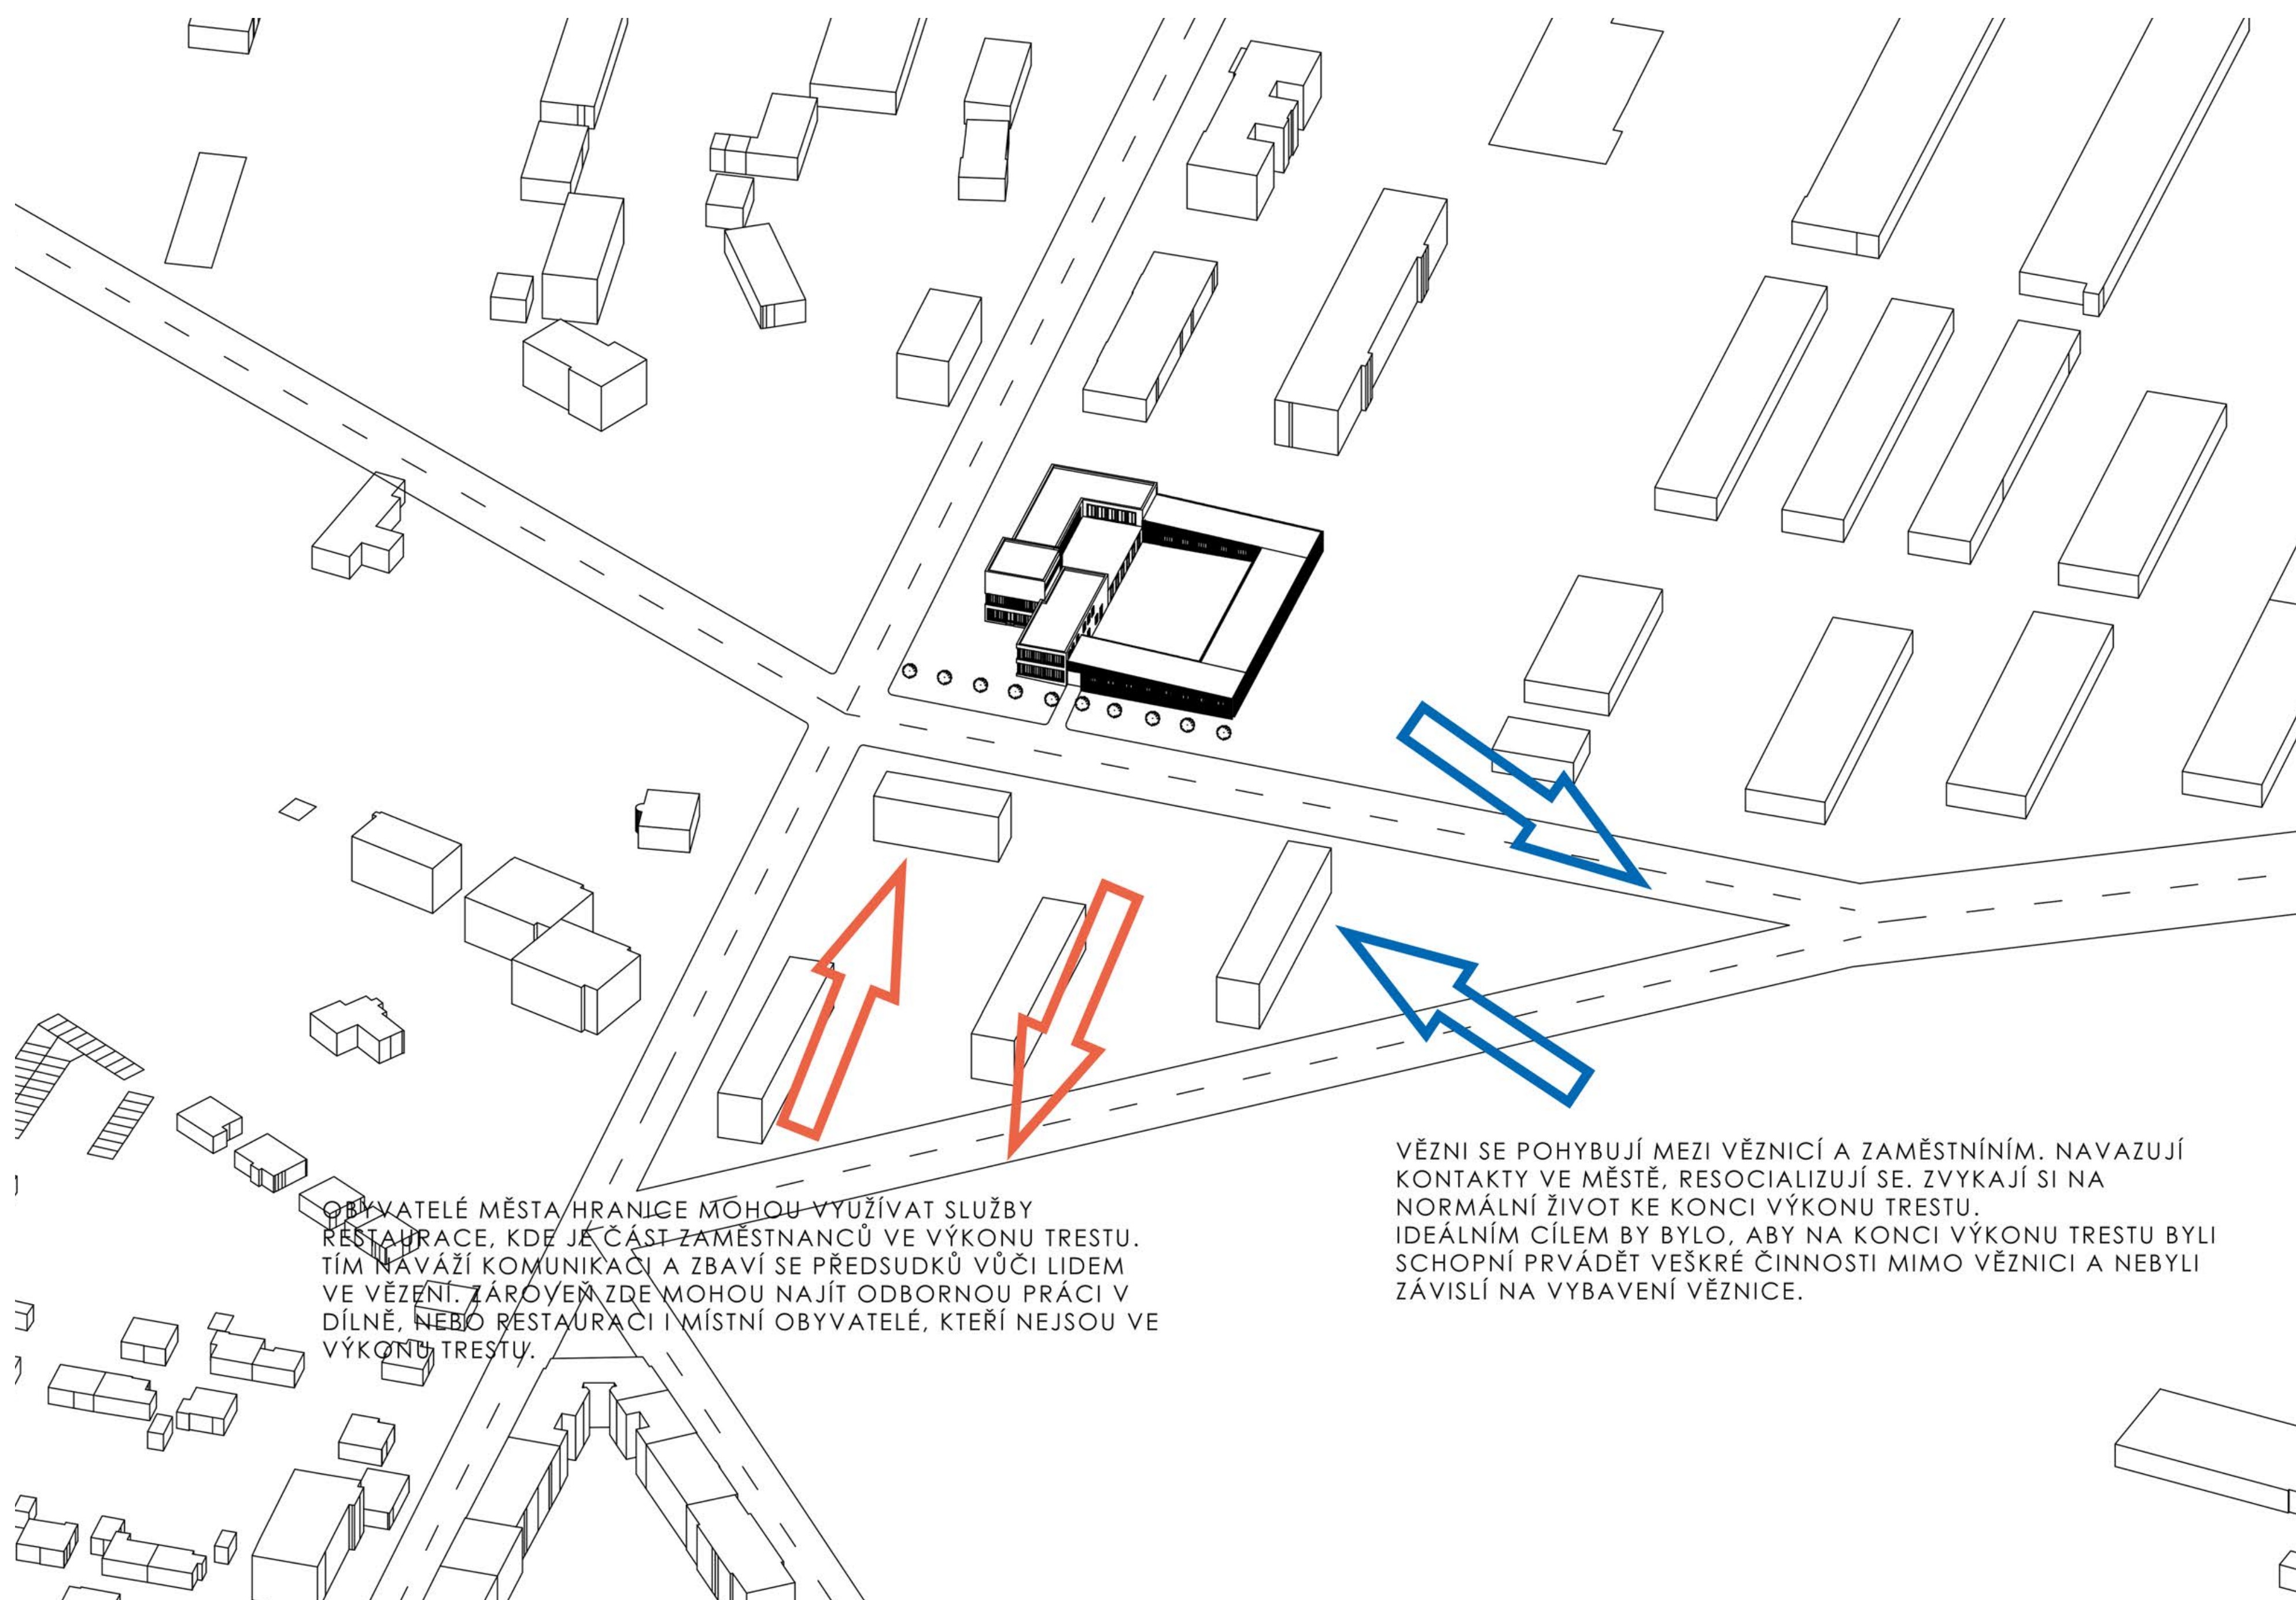 OBYVATELÉ MĚSTA HRANICE MOHOU VYUŽÍVAT SLUŽBY
RESTAURACE, KDE JE ČÁST ZAMĚSTNANCŮ VE VÝKONU TRESTU.
TÍM NAVÁŽÍ KOMUNIKACI A ZBAVÍ SE PŘEDSUDKŮ VŮČI LIDEM
VE VĚZENÍ. ZÁROVEŇ ZDE MOHOU NAJÍT ODBORNOU PRÁCI V
DÍLNĚ, NEBO RESTAURACI I MÍSTNÍ OBYVATELÉ, KTEŘÍ NEJSOU VE
VÝKONU TRESTU.
VĚZNI SE POHYBUJÍ MEZI VĚZNICÍ A ZAMĚSTNÍNÍM. NAVAZUJÍ
KONTAKTY VE MĚSTĚ, RESOCIALIZUJÍ SE. ZVYKAJÍ SI NA
NORMÁLNÍ ŽIVOT KE KONCI VÝKONU TRESTU.
IDEÁLNÍM CÍLEM BY BYLO, ABY NA KONCI VÝKONU TRESTU BYLI
SCHOPNÍ PRVÁDĚT VEŠKRÉ ČINNOSTI MIMO VĚZNICI A NEBYLI
ZÁVISLÍ NA VYBAVENÍ VĚZNICE.